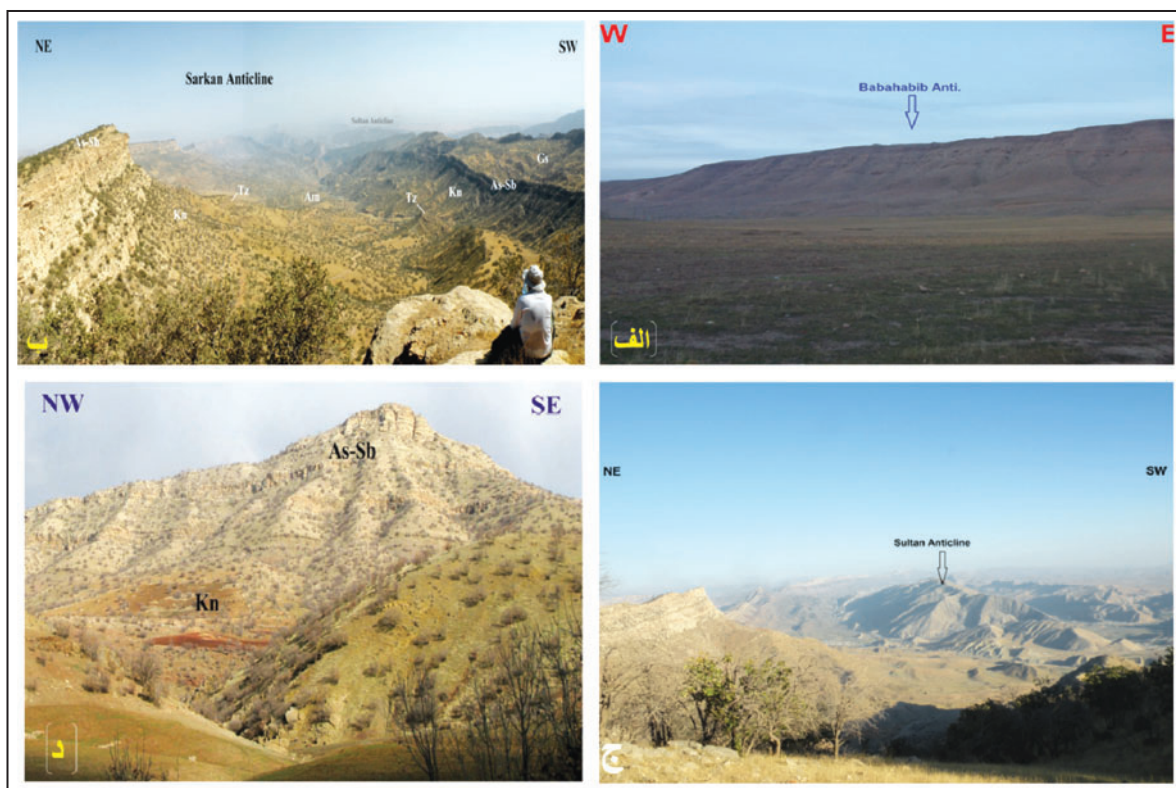 NE SW
Sarkan Anticline
Sultan Anticline
As-Sb
Gs
Tz Am Tz Kn As-Sb
Kn
ب
W E
Babahabib Anti.
الف
NW SE
As-Sb
Kn
د
NE SW
Sultan Anticline
ج